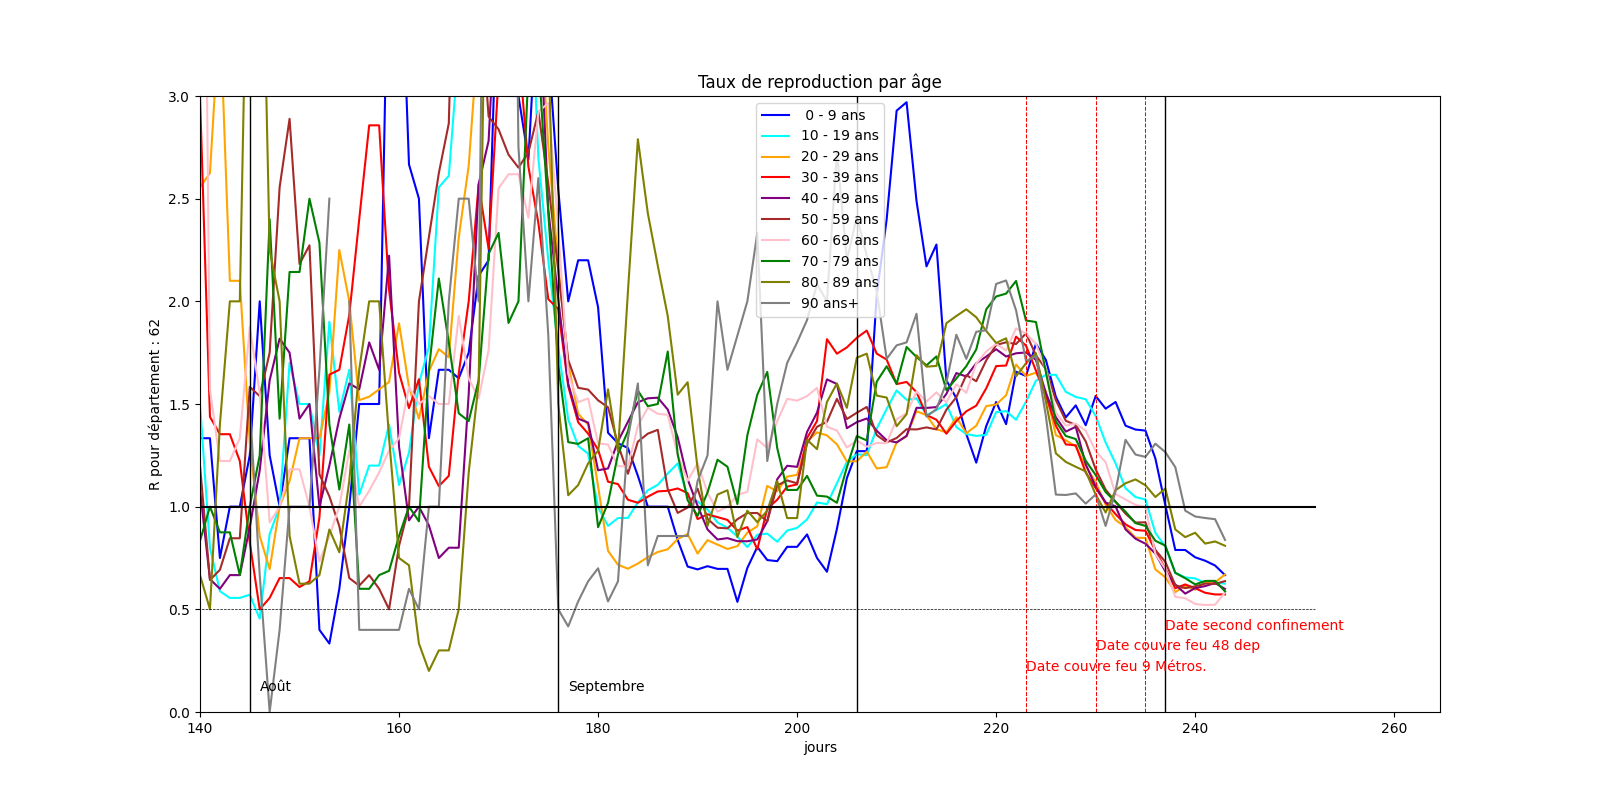 Taux de reproduction par âge
R pour département : 62
3.0
2.5
2.0
1.5
1.0
0.5
0.0
0 - 9 ans
10 - 19 ans
20 - 29 ans
30 - 39 ans
40 - 49 ans
50 - 59 ans
60 - 69 ans
70 - 79 ans
80 - 89 ans
90 ans+
Date second confinement
Date couvre feu 48 dep
Date couvre feu 9 Métros.
Août
Septembre
140 160 180 200 220 240 260
jours